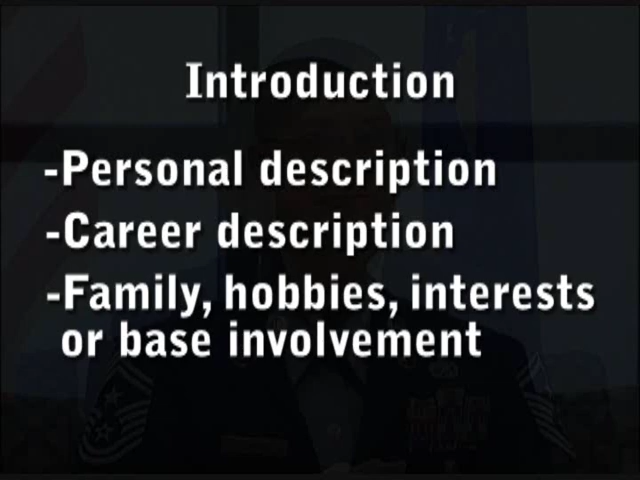 Introduction
-Personal description
-Career description
-Family, hobbies, interests
or base involvement